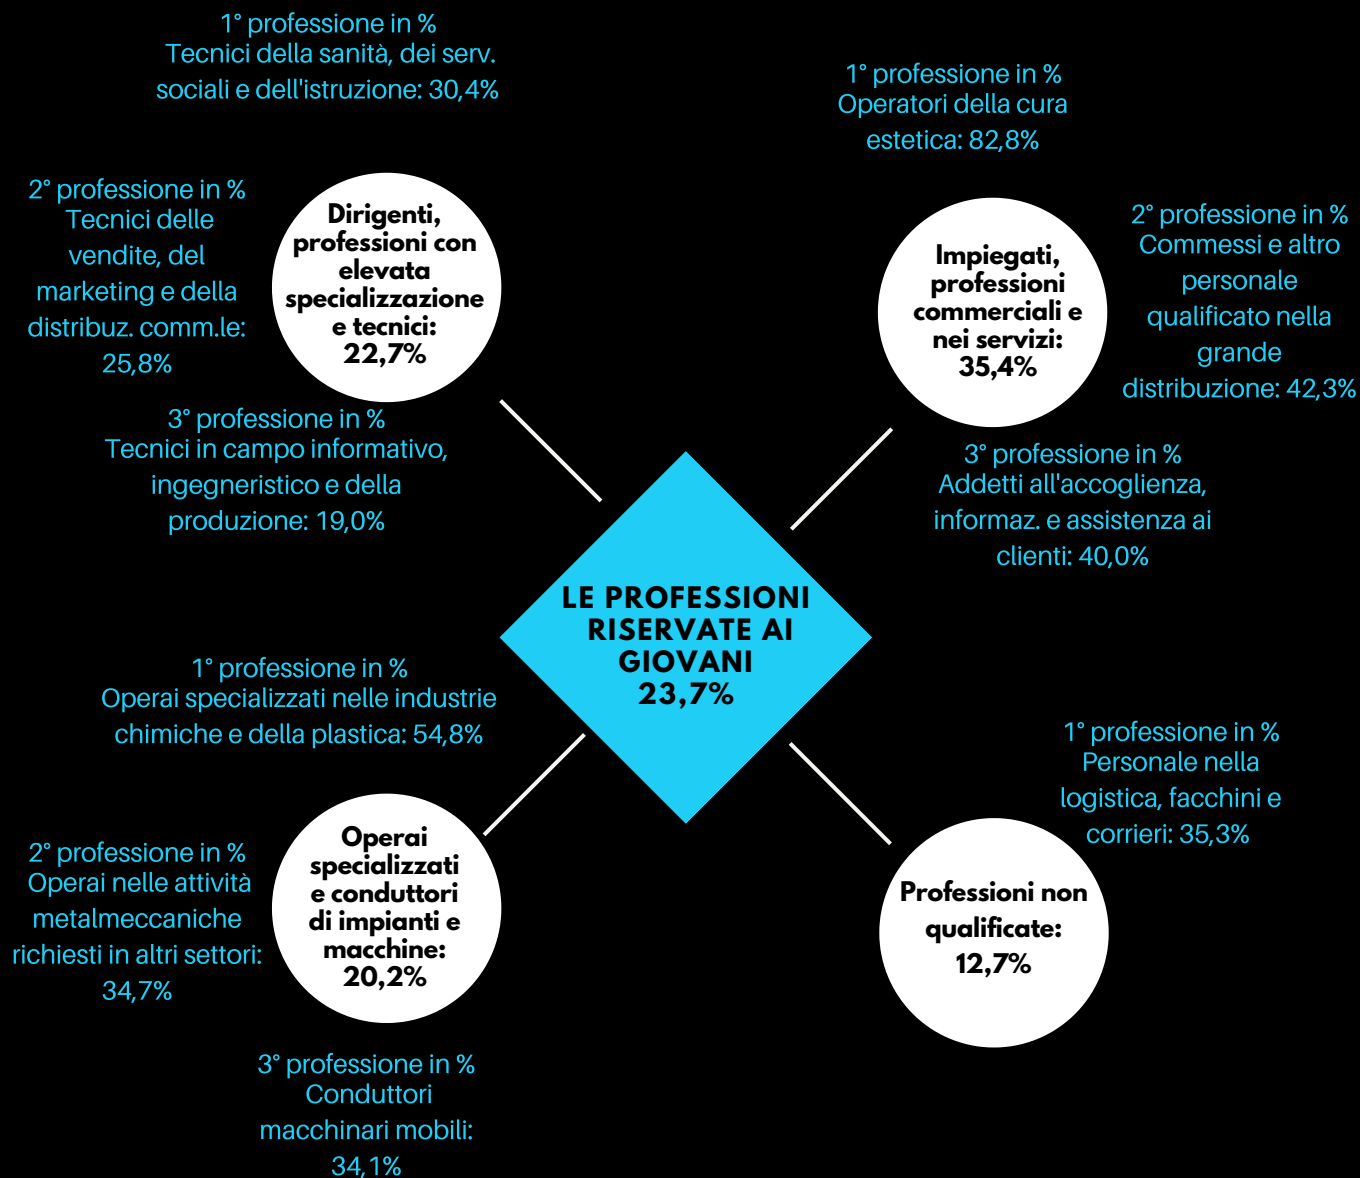 1° professione in %
Tecnici della sanità, dei serv.
sociali e dell'istruzione: 30,4%
2° professione in %
Tecnici delle
vendite, del
marketing e della
distribuz. comm.le:
25,8%
Dirigenti,
professioni con
elevata
specializzazione
e tecnici:
22,7%
3° professione in %
Tecnici in campo informativo,
ingegneristico e della
produzione: 19,0%
1° professione in %
Operatori della cura
estetica: 82,8%
Impiegati,
professioni
commerciali e
nei servizi:
35,4%
2° professione in %
Commessi e altro
personale
qualificato nella
grande
distribuzione: 42,3%
3° professione in %
Addetti all'accoglienza,
informaz. e assistenza ai
clienti: 40,0%
LE PROFESSIONI
RISERVATE AI
GIOVANI
23,7%
1° professione in %
Operai specializzati nelle industrie
chimiche e della plastica: 54,8%
2° professione in %
Operai nelle attività
metalmeccaniche
richiesti in altri settori:
34,7%
Operai
specializzati
e conduttori
di impianti e
macchine:
20,2%
3° professione in %
Conduttori
macchinari mobili:
34,1%
1° professione in %
Personale nella
logistica, facchini e
corrieri: 35,3%
Professioni non
qualificate:
12,7%